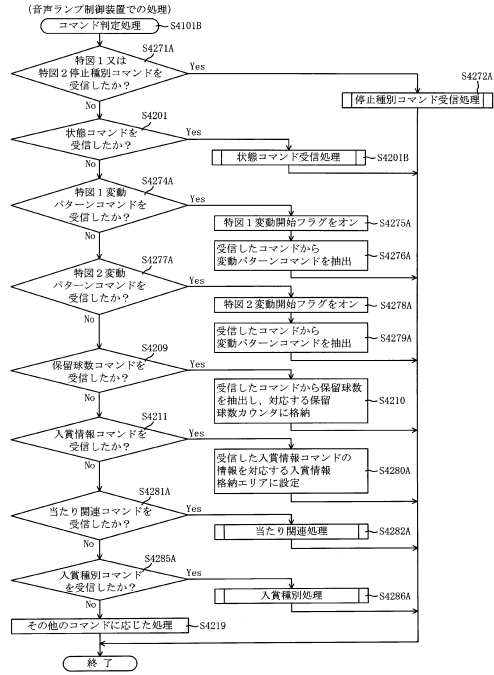 (音声ランプ制御装置での処理)
コマンド判定処理
S4101B
特図1又は
特図2停止種別コマンドを
受信したか？
S4271A
Yes
No
停止種別コマンド受信処理
S4272A
状態コマンドを
受信したか？
S4201
Yes
No
状態コマンド受信処理
S4201B
特図1変動
パターンコマンドを
受信したか？
S4274A
Yes
No
特図1変動開始フラグをオン
S4275A
受信したコマンドから
変動パターンコマンドを抽出
S4276A
特図2変動
パターンコマンドを
受信したか？
S4277A
Yes
No
特図2変動開始フラグをオン
S4278A
受信したコマンドから
変動パターンコマンドを抽出
S4279A
保留球数コマンドを
受信したか？
S4209
Yes
No
受信したコマンドから保留球数
を抽出し、対応する保留
球数カウンタに格納
S4210
入賞情報コマンドを
受信したか？
S4211
Yes
No
受信した入賞情報コマンドの
情報を対応する入賞情報
格納エリアに設定
S4280A
当たり関連コマンドを
受信したか？
S4281A
Yes
No
当たり関連処理
S4282A
入賞種別コマンド
を受信したか？
S4285A
Yes
No
入賞種別処理
S4286A
その他のコマンドに応じた処理
S4219
終了